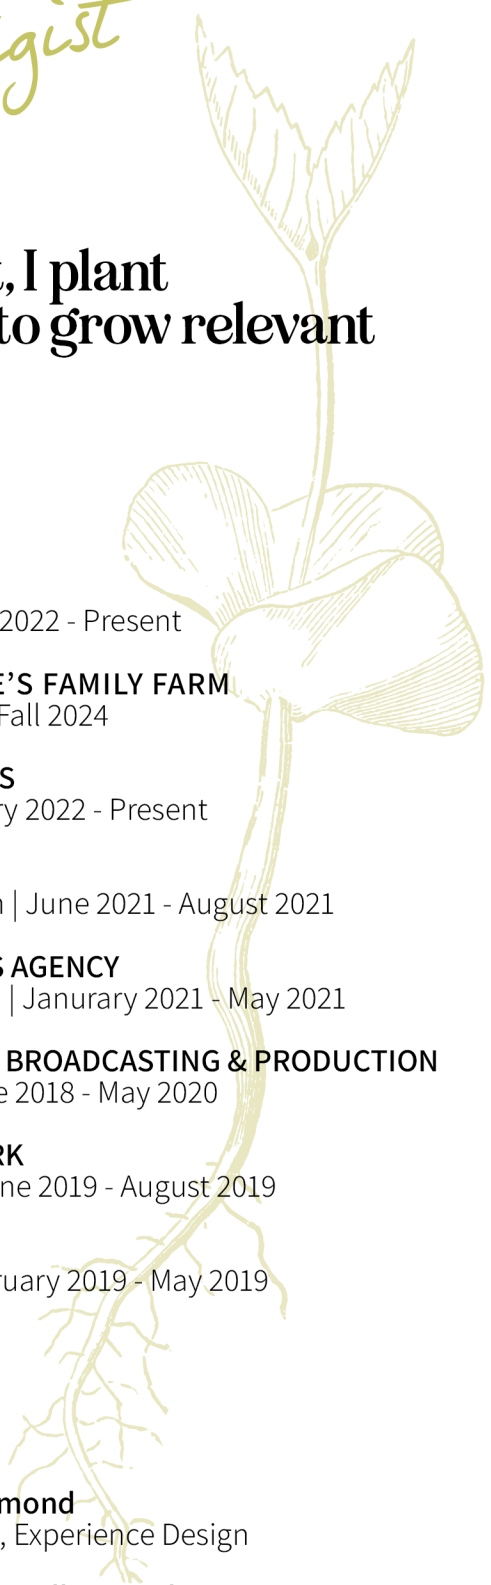 gist
t, I plant
to grow relevant
2022 - Present
E’S FAMILY FARM
Fall 2024
S
ry 2022 - Present
n | June 2021 - August 2021
S AGENCY
| Janurary 2021 - May 2021
BROADCASTING & PRODUCTION
e 2018 - May 2020
RK
ne 2019 - August 2019
ruary 2019 - May 2019
mond
, Experience Design